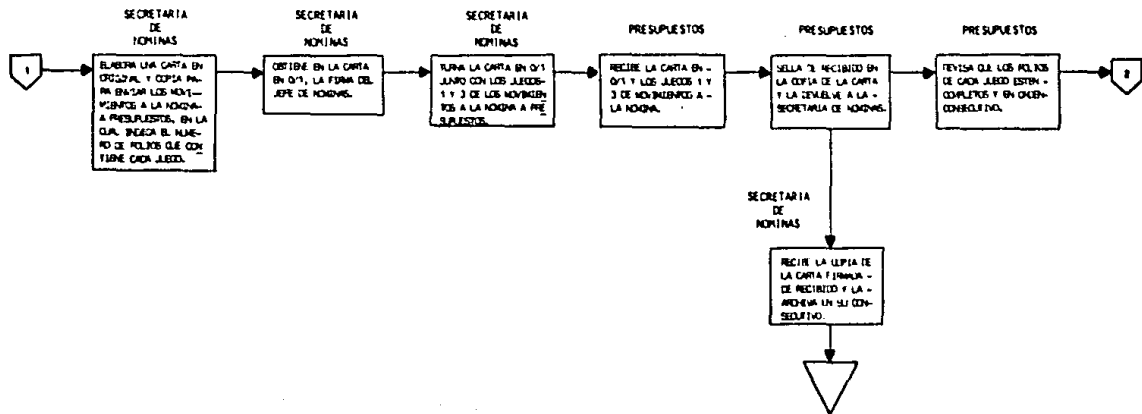 1
SECRETARIA
DE
NOMINAS
ELABORA UNA CARTA EN
ORIGINAL Y COPIA PA-
RA ENVIAR LOS MOVI-
MIENTOS A LA NOMINA-
A PRESUPUESTOS, EN LA
CUAL INDICA EL NUME-
RO DE FOLIOS QUE CON
TIENE CADA JUEGO.
SECRETARIA
DE
NOMINAS
OBTIENE EN LA CARTA
EN O/1, LA FIRMA DEL
JEFE DE NOMINAS.
SECRETARIA
DE
NOMINAS
TURNA LA CARTA EN O/1
JUNTO CON LOS JUEGOS-
1 Y 3 DE LOS MOVIMIEN
TOS A LA NOMINA A PRE
SUPUESTOS.
PRESUPUESTOS
RECIBE LA CARTA EN-
O/1 Y LOS JUEGOS 1 Y
3 DE MOVIMIENTOS A -
LA NOMINA.
PRESUPUESTOS
SELLA DE RECIBIDO EN
LA COPIA DE LA CARTA
Y LA DEVUELVE A LA -
SECRETARIA DE NOMINAS.
PRESUPUESTOS
REVISA QUE LOS FOLIOS
DE CADA JUEGO ESTEN-
COMPLETOS Y EN ORDEN-
CONSECUTIVO.
2
SECRETARIA
DE
NOMINAS
RECIBE LA COPIA DE
LA CARTA FIRMADA -
DE RECIBIDO Y LA -
ARCHIVA EN SU CON-
SECUTIVO.